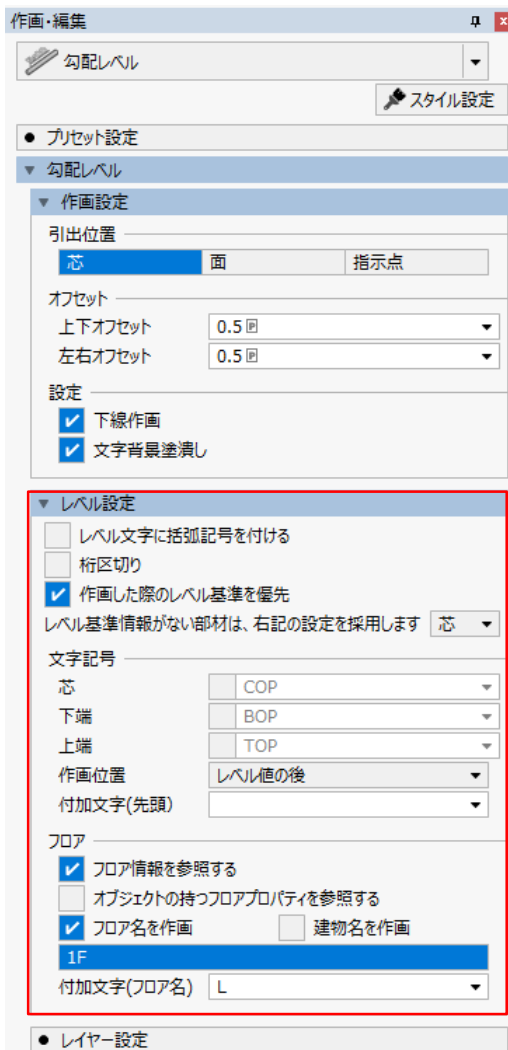 作画・編集
勾配レベル
スタイル設定
プリセット設定
勾配レベル
作画設定
引出位置
芯 面 指示点
オフセット
上下オフセット 0.5 P
左右オフセット 0.5 P
設定
下線作画
文字背景塗潰し
レベル設定
レベル文字に括弧記号を付ける
桁区切り
作画した際のレベル基準を優先
レベル基準情報がない部材は、右記の設定を採用します 芯
文字記号
芯 COP
下端 BOP
上端 TOP
作画位置 レベル値の後
付加文字(先頭)
フロア
フロア情報を参照する
オブジェクトの持つフロアプロパティを参照する
フロア名を作画 建物名を作画
1F
付加文字(フロア名) L
レイヤー設定